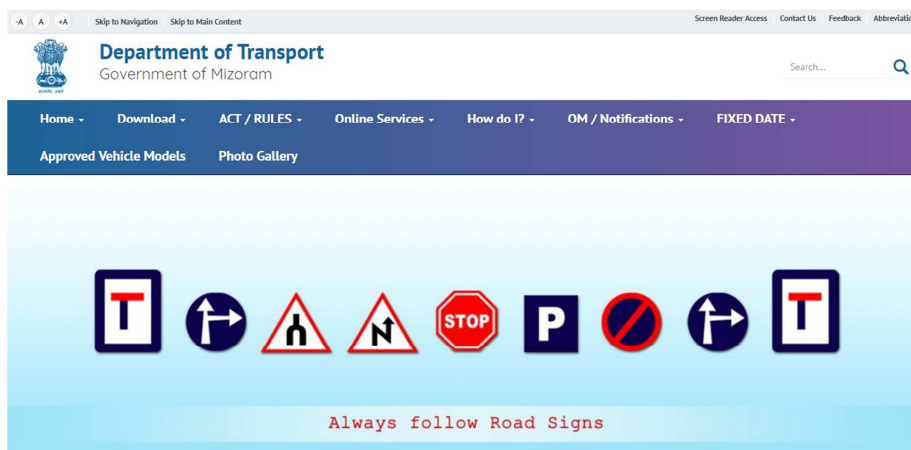 -A A +A Skip to Navigation Skip to Main Content Screen Reader Access Contact Us Feedback Abbreviatio
Department of Transport
Government of Mizoram
Search...
Home Download ACT / RULES Online Services How do I? OM / Notifications FIXED DATE
Approved Vehicle Models Photo Gallery
STOP P
Always follow Road Signs